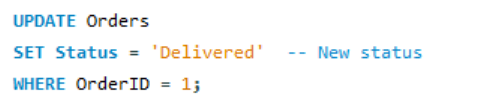 UPDATE Orders
SET Status = 'Delivered'  -- New status
WHERE OrderID = 1;